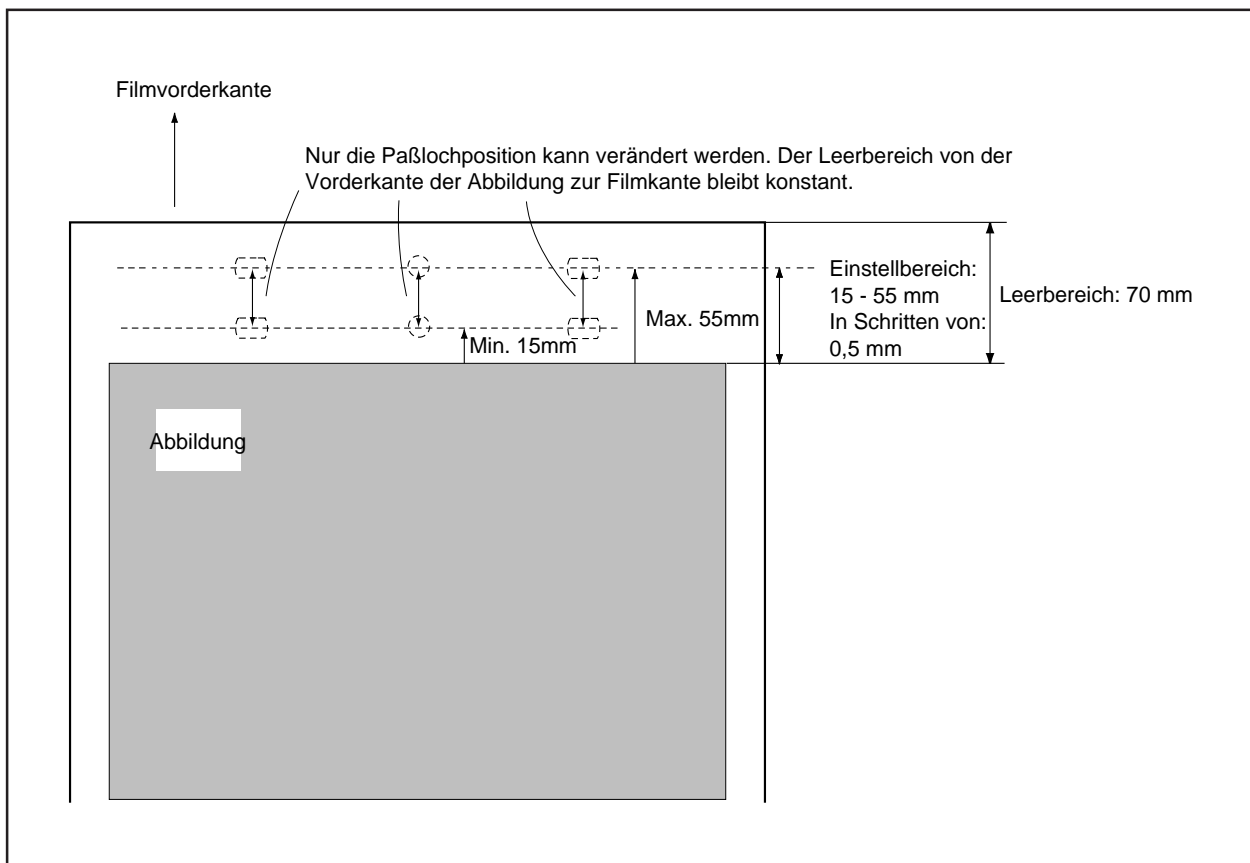 Filmvorderkante
Nur die Paßlochposition kann verändert werden. Der Leerbereich von der
Vorderkante der Abbildung zur Filmkante bleibt konstant.
Einstellbereich:
15 - 55 mm
In Schritten von:
0,5 mm
Leerbereich: 70 mm
Max. 55mm
Min. 15mm
Abbildung